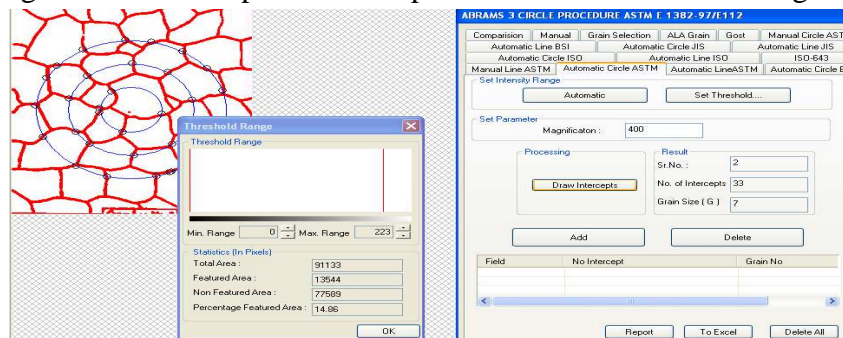 ABRAMS 3 CIRCLE PROCEDURE ASTM E 1382-97/E112
Comparision Manual Grain Selection ALA Grain Gost Manual Circle AST
Automatic Line BSI Automatic Circle JIS Automatic Line JIS
Automatic Circle ISO Automatic Line ISO ISO-643
Manual Line ASTM Automatic Circle ASTM Automatic LineASTM Automatic Circle B
Set Intensity Range
Automatic Set Threshold....
Set Parameter
Magnificaton : 400
Processing
Draw Intercepts
Result
Sr.No. : 2
No. of Intercepts 33
Grain Size ( G ) 7
Add Delete
Field No Intercept Grain No
Report To Excel Delete All
Threshold Range
Threshold Range
Min. Range 0 Max. Range 223
Statistics (In Pixels)
Total Area : 91133
Featured Area : 13544
Non Featured Area : 77589
Percentage Featured Area : 14.86
OK